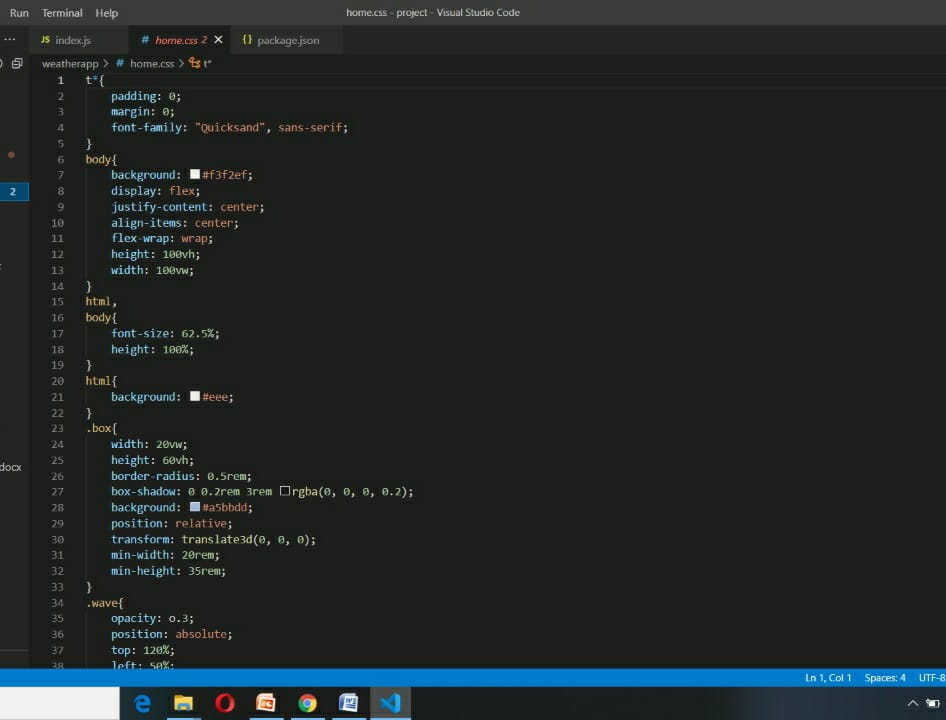 Run Terminal Help home.css - project - Visual Studio Code
··· JS index.js # home.css 2 × {} package.json
weatherapp > # home.css > t*
1 t*{
2 padding: 0;
3 margin: 0;
4 font-family: "Quicksand", sans-serif;
5 }
6 body{
7 background: #f3f2ef;
8 display: flex;
9 justify-content: center;
10 align-items: center;
11 flex-wrap: wrap;
12 height: 100vh;
13 width: 100vw;
14 }
15 html,
16 body{
17 font-size: 62.5%;
18 height: 100%;
19 }
20 html{
21 background: #eee;
22 }
23 .box{
24 width: 20vw;
25 height: 60vh;
26 border-radius: 0.5rem;
27 box-shadow: 0 0.2rem 3rem rgba(0, 0, 0, 0.2);
28 background: #a5bbdd;
29 position: relative;
30 transform: translate3d(0, 0, 0);
31 min-width: 20rem;
32 min-height: 35rem;
33 }
34 .wave{
35 opacity: o.3;
36 position: absolute;
37 top: 120%;
38 left: 50%;
2
docx
Ln 1, Col 1 Spaces: 4 UTF-8